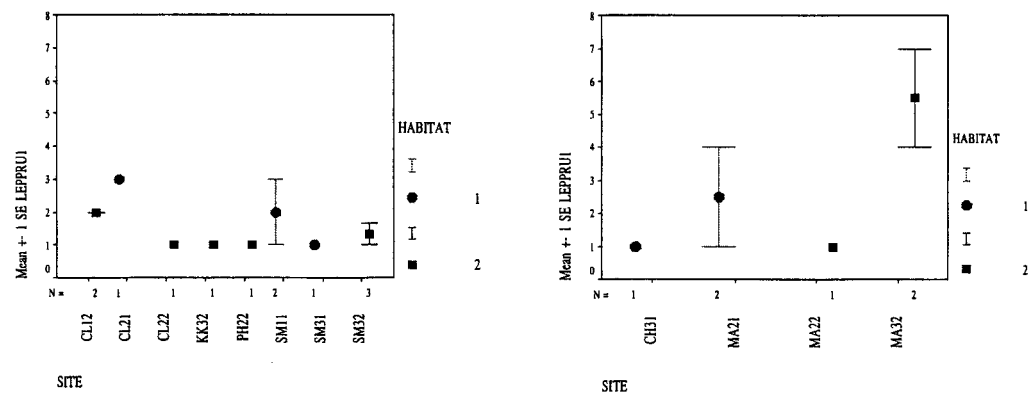 8
7
6
5
4
3
2
1
0
Mean +- 1 SE LEPPRU1
N = 2 1 1 1 1 2 1 3
CL12 CL21 CL22 KK32 PH22 SM11 SM31 SM32
SITE
HABITAT
1
2
8
7
6
5
4
3
2
1
0
Mean +- 1 SE LEPPRU1
N = 1 2 1 2
CH31 MA21 MA22 MA32
SITE
HABITAT
1
2